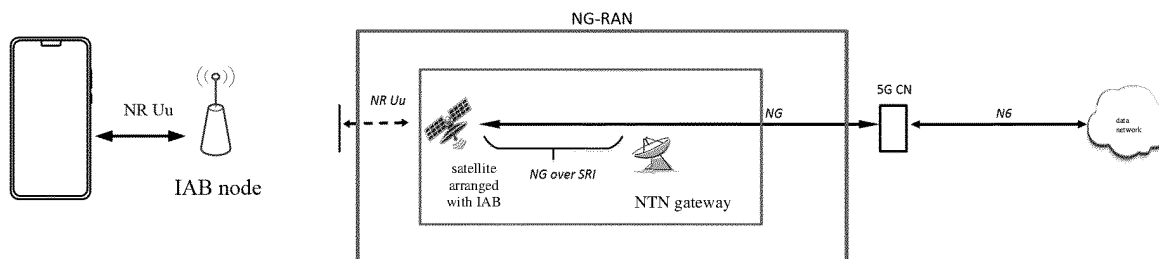 NG-RAN
NR Uu
IAB node
NR Uu
satellite
arranged
with IAB
NG over SRI
NTN gateway
NG
5G CN
N6
data
network